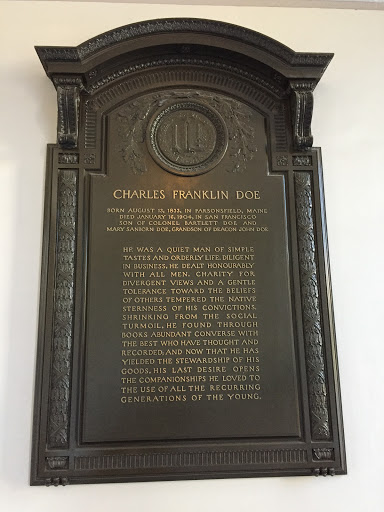 CHARLES FRANKLIN DOE
BORN AUGUST 13, 1833, IN PARSONSFIELD, MAINE
DIED JANUARY 16, 1904, IN SAN FRANCISCO
SON OF COLONEL BARTLETT DOE AND
MARY SANBORN DOE, GRANDSON OF DEACON JOHN DOE
HE WAS A QUIET MAN OF SIMPLE
TASTES AND ORDERLY LIFE. DILIGENT
IN BUSINESS, HE DEALT HONOURABLY
WITH ALL MEN. CHARITY FOR
DIVERGENT VIEWS AND A GENTLE
TOLERANCE TOWARD THE BELIEFS
OF OTHERS TEMPERED THE NATIVE
STERNNESS OF HIS CONVICTIONS.
SHRINKING FROM THE SOCIAL
TURMOIL, HE FOUND THROUGH
BOOKS ABUNDANT CONVERSE WITH
THE BEST WHO HAVE THOUGHT AND
RECORDED; AND NOW THAT HE HAS
YIELDED THE STEWARDSHIP OF HIS
GOODS, HIS LAST DESIRE OPENS
THE COMPANIONSHIPS HE LOVED TO
THE USE OF ALL THE RECURRING
GENERATIONS OF THE YOUNG.